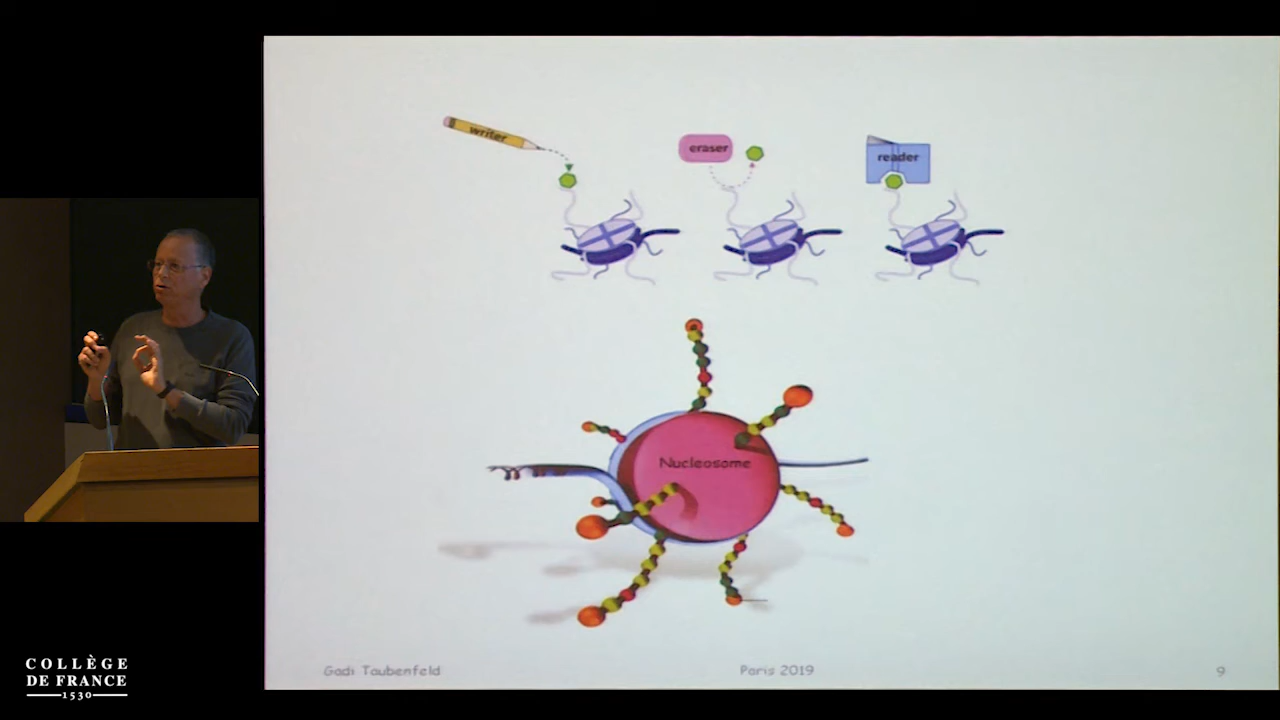 writer
eraser
reader
Nucleosome
Gadi Taubenfeld
Paris 2019
9
COLLÈGE
DE FRANCE
1530